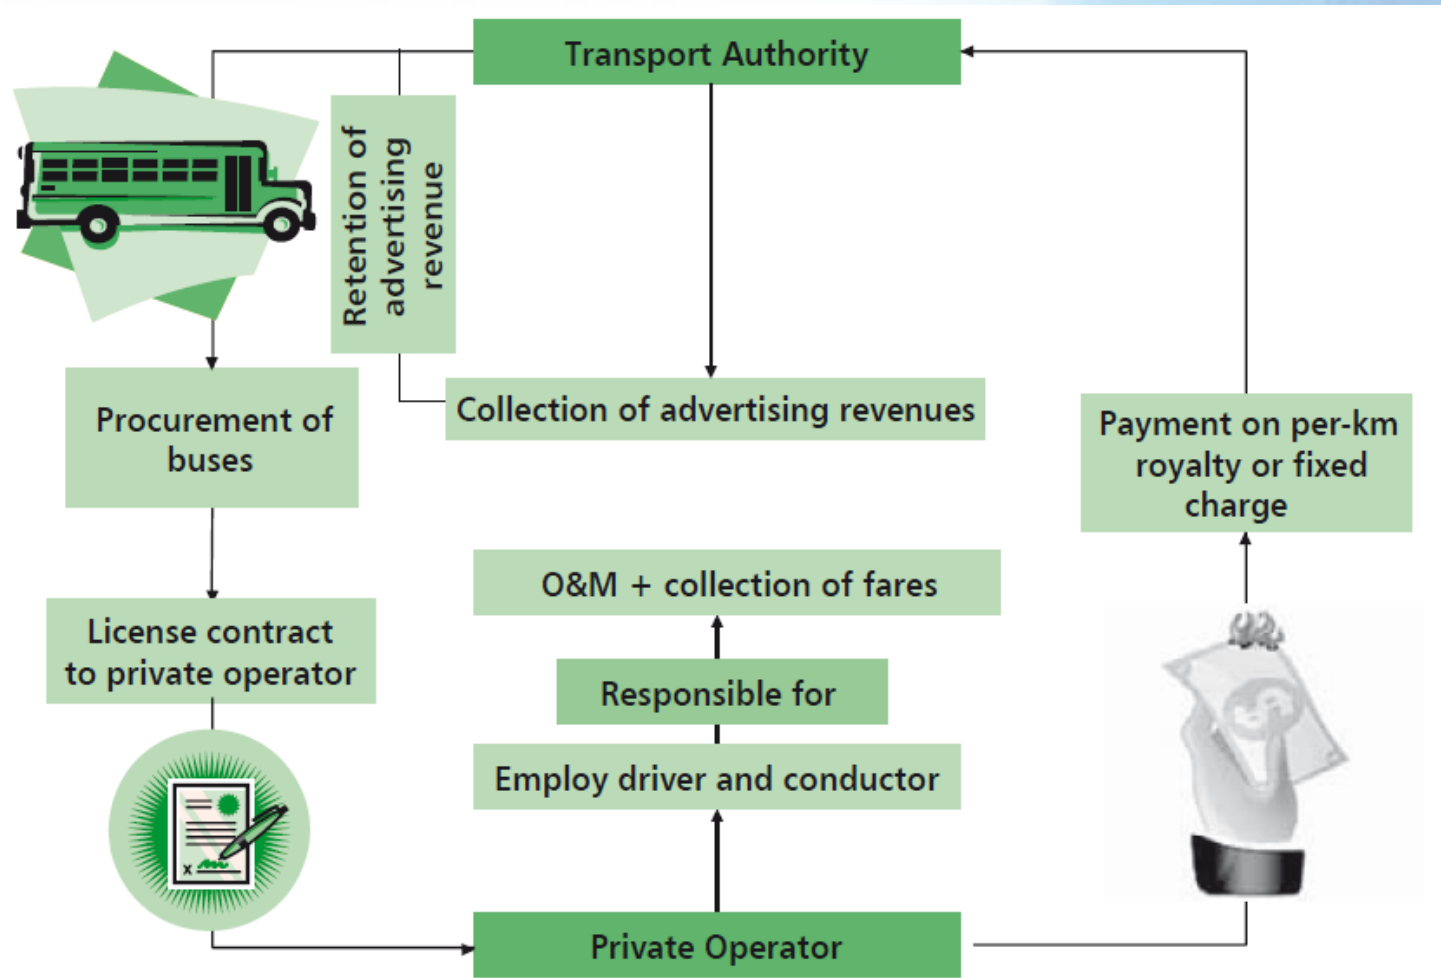 Transport Authority
Retention of
advertising
revenue
Procurement of
buses
Collection of advertising revenues
Payment on per-km
royalty or fixed
charge
O&M + collection of fares
License contract
to private operator
Responsible for
Employ driver and conductor
x
Private Operator